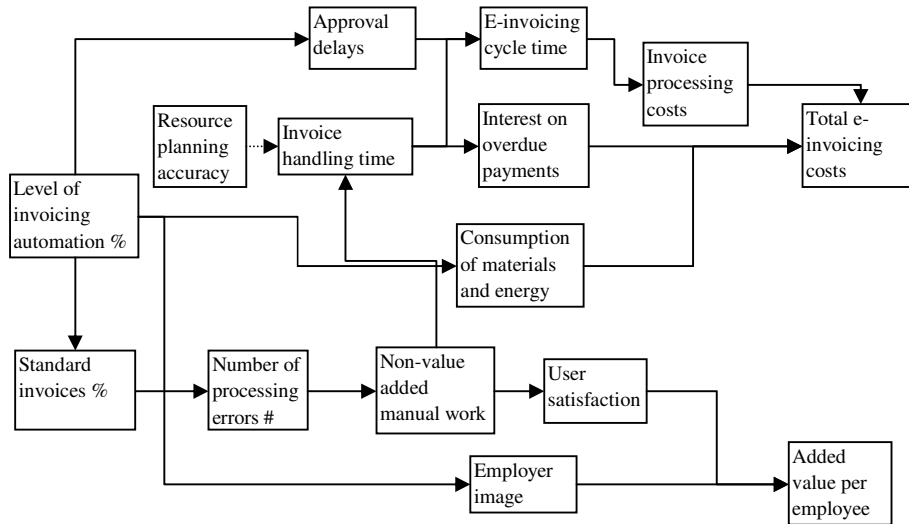 Approval
delays
E-invoicing
cycle time
Invoice
processing
costs
Resource
planning
accuracy
Invoice
handling time
Interest on
overdue
payments
Total e-
invoicing
costs
Level of
invoicing
automation %
Consumption
of materials
and energy
Standard
invoices %
Number of
processing
errors #
Non-value
added
manual work
User
satisfaction
Employer
image
Added
value per
employee